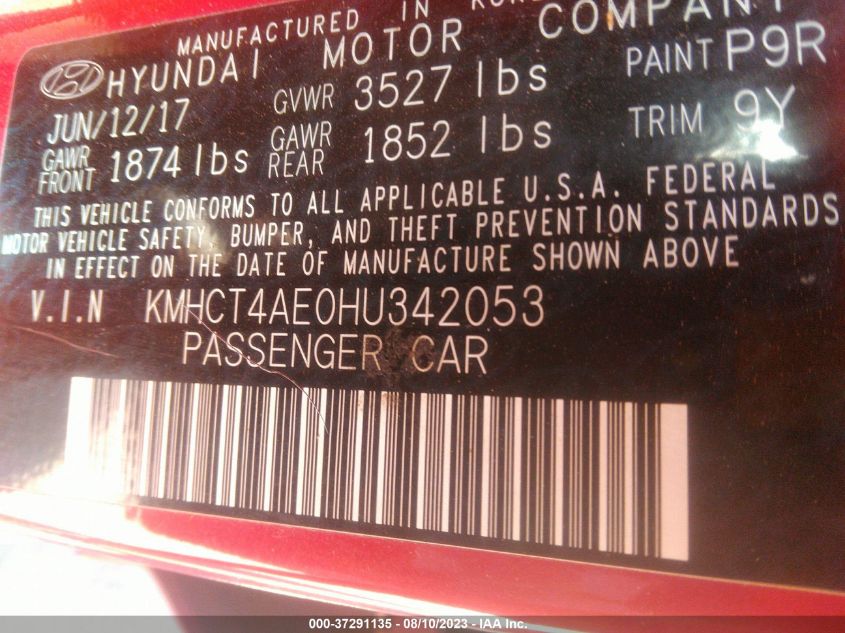 MANUFACTURED IN KORE
HYUNDAI MOTOR COMPANY
JUN/12/17 GVWR 3527 lbs PAINT P9R
GAWR FRONT 1874 lbs GAWR REAR 1852 lbs TRIM 9Y
THIS VEHICLE CONFORMS TO ALL APPLICABLE U.S.A. FEDERAL
MOTOR VEHICLE SAFETY, BUMPER, AND THEFT PREVENTION STANDARDS
IN EFFECT ON THE DATE OF MANUFACTURE SHOWN ABOVE
V.I.N KMHCT4AE0HU342053
PASSENGER CAR
000-37291135 - 08/10/2023 - IAA Inc.